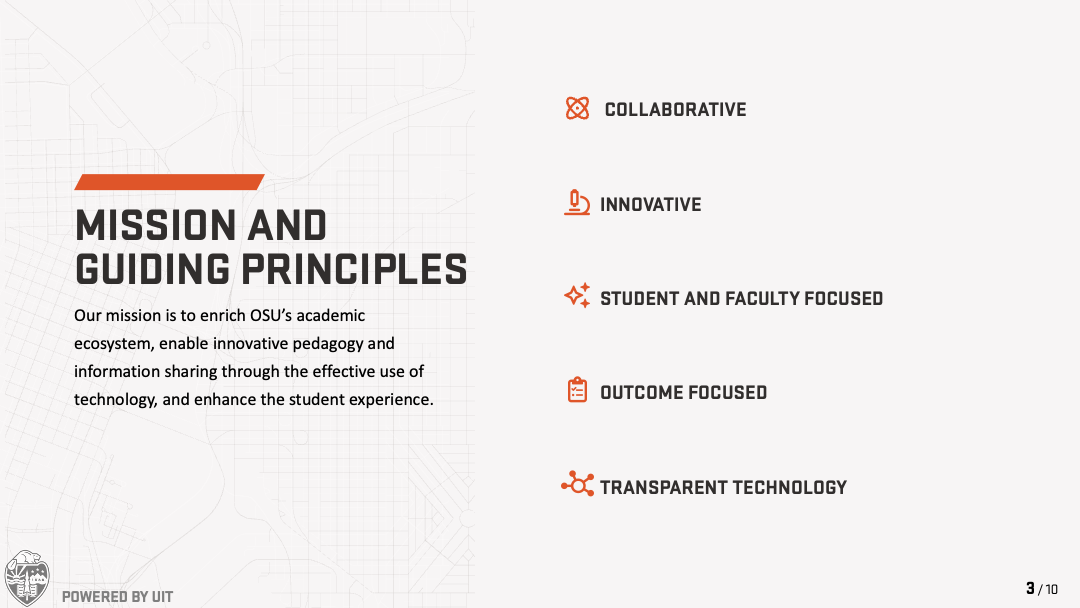 MISSION AND
GUIDING PRINCIPLES
Our mission is to enrich OSU’s academic
ecosystem, enable innovative pedagogy and
information sharing through the effective use of
technology, and enhance the student experience.
COLLABORATIVE
INNOVATIVE
STUDENT AND FACULTY FOCUSED
OUTCOME FOCUSED
TRANSPARENT TECHNOLOGY
POWERED BY UIT
3 / 10